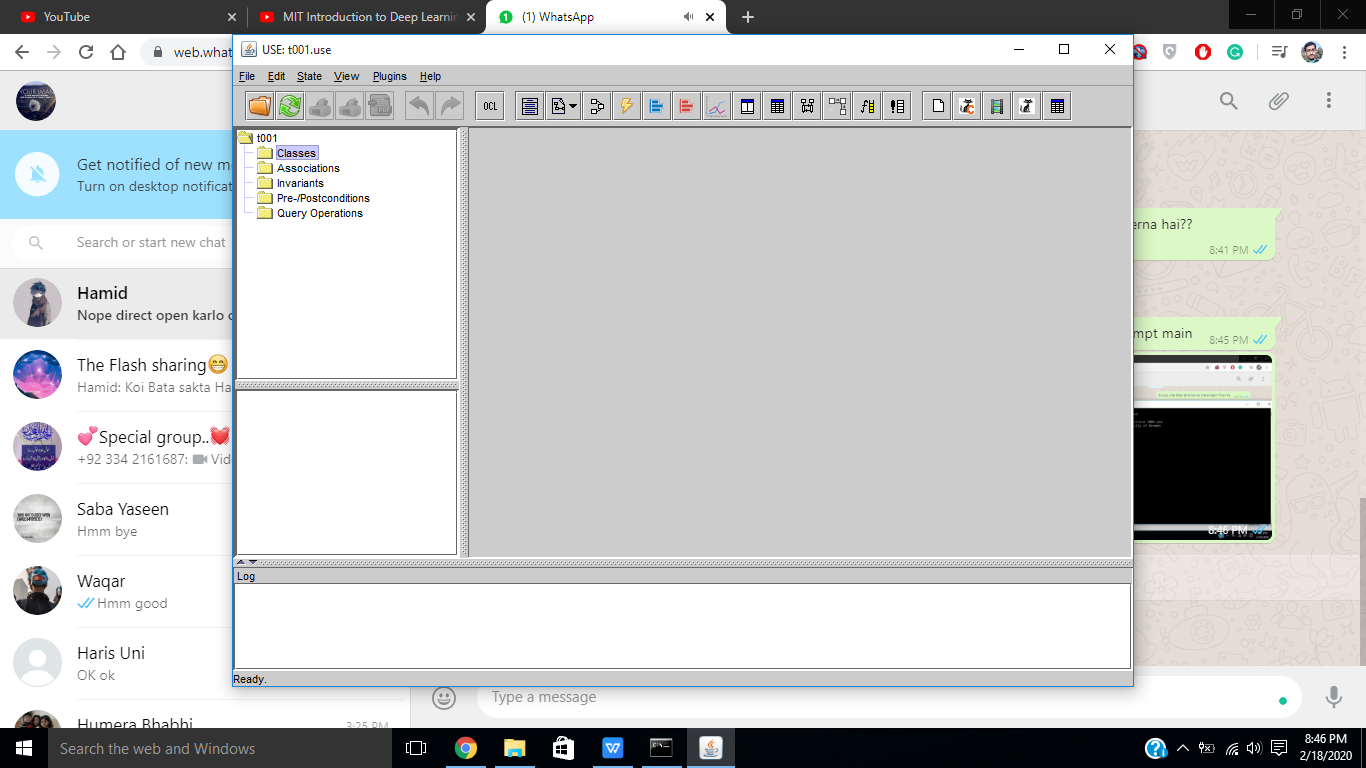 YouTube
MIT Introduction to Deep Learnin
(1) WhatsApp
web.what
USE: t001.use
File Edit State View Plugins Help
OCL
t001
Classes
Associations
Invariants
Pre-/Postconditions
Query Operations
Log
Ready.
Get notified of new m
Turn on desktop notificat
Search or start new chat
Hamid
Nope direct open karlo
The Flash sharing😁
Hamid: Koi Bata sakta Ha
💕Special group..💓
+92 334 2161687: Vid
Saba Yaseen
Hmm bye
Waqar
Hmm good
Haris Uni
OK ok
Humera Bhabhi
3:25 PM
erna hai??
8:41 PM
mpt main
8:45 PM
8:46 PM
Type a message
Search the web and Windows
8:46 PM
2/18/2020